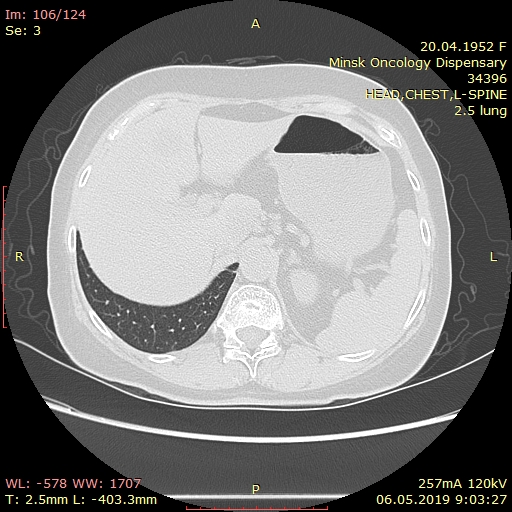 Im: 106/124
Se: 3
A
20.04.1952 F
Minsk Oncology Dispensary
34396
HEAD,CHEST,L-SPINE
2.5 lung
R
L
WL: -578 WW: 1707
T: 2.5mm L: -403.3mm
P
257mA 120kV
06.05.2019 9:03:27